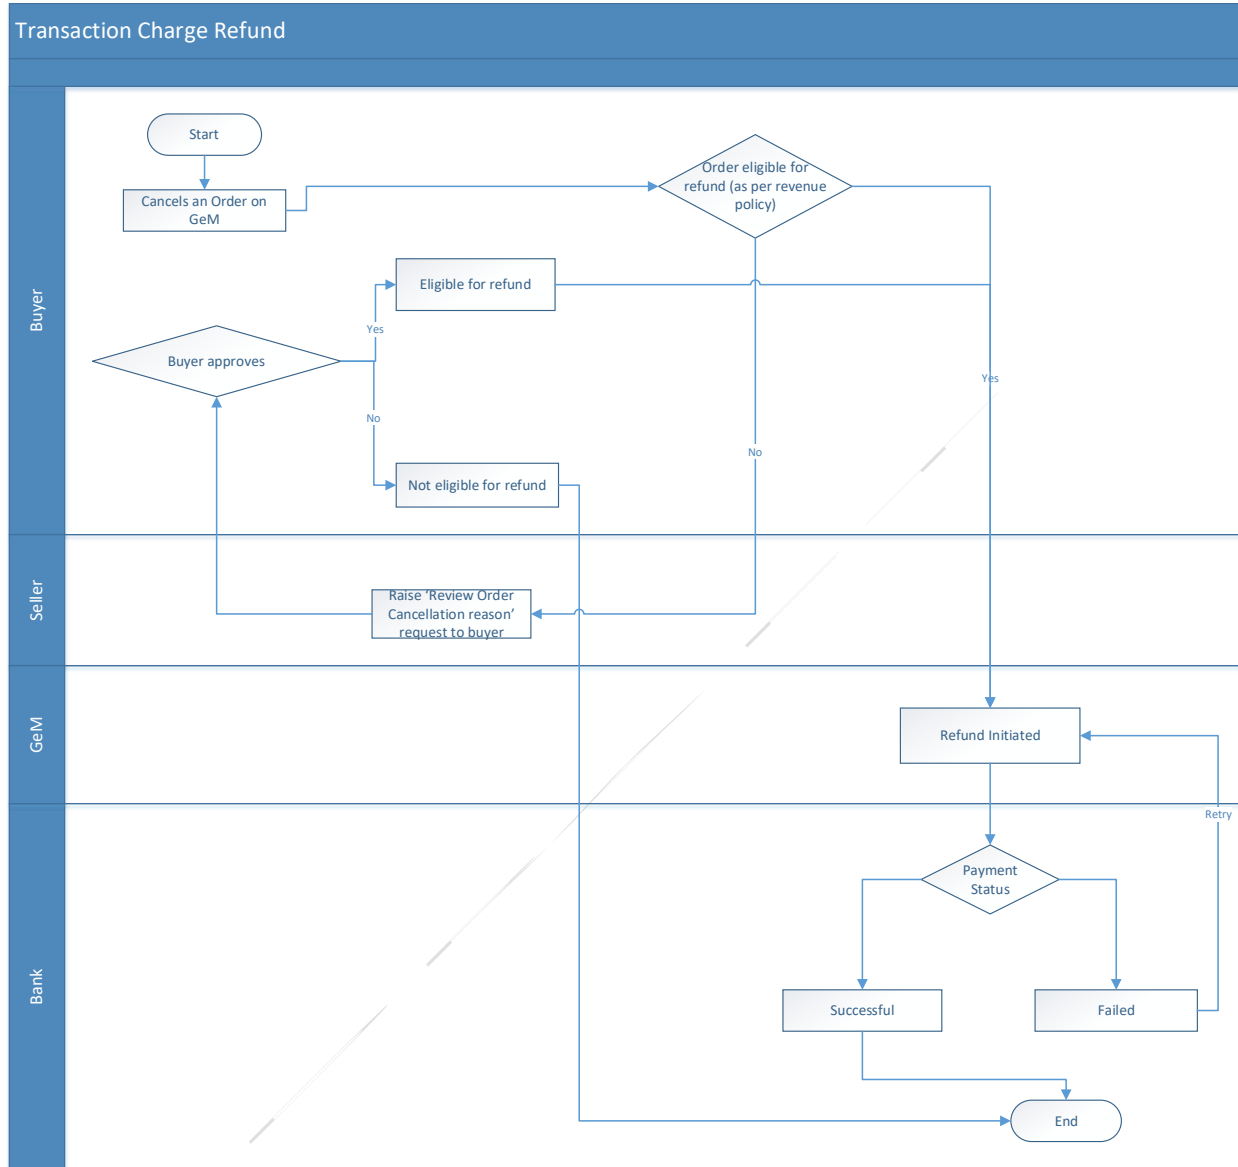 Transaction Charge Refund
Buyer
Start
Cancels an Order on
GeM
Order eligible for
refund (as per revenue
policy)
Eligible for refund
Yes
Buyer approves
Yes
No
No
Not eligible for refund
Seller
Raise ‘Review Order
Cancellation reason’
request to buyer
GeM
Refund Initiated
Retry
Bank
Payment
Status
Successful
Failed
End